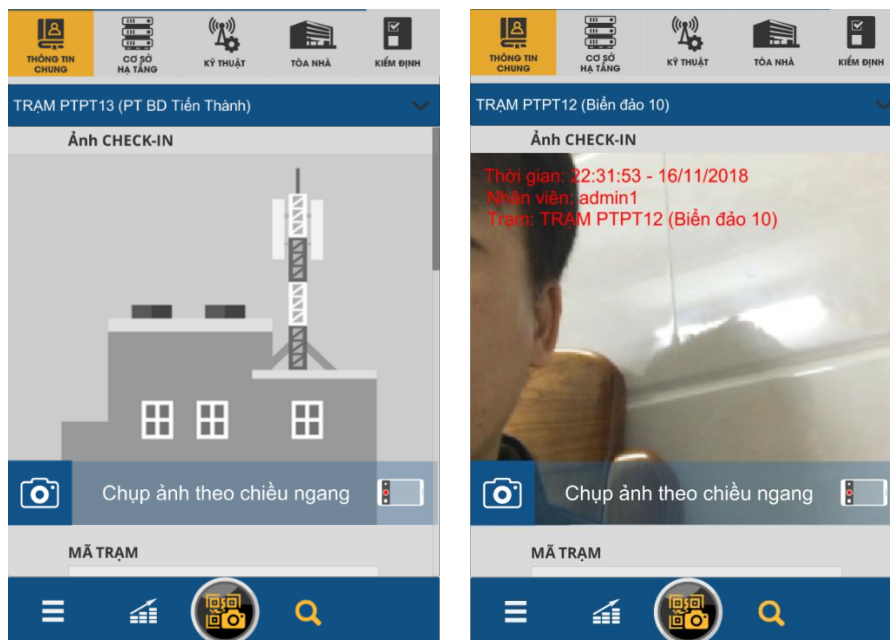 THÔNG TIN
CHUNG
CƠ SỞ
HẠ TẦNG
KỸ THUẬT
TÒA NHÀ
KIỂM ĐỊNH
TRẠM PTPT13 (PT BD Tiến Thành)
Ảnh CHECK-IN
Chụp ảnh theo chiều ngang
MÃ TRẠM
THÔNG TIN
CHUNG
CƠ SỞ
HẠ TẦNG
KỸ THUẬT
TÒA NHÀ
KIỂM ĐỊNH
TRẠM PTPT12 (Biển đảo 10)
Ảnh CHECK-IN
Thời gian: 22:31:53 - 16/11/2018
Nhân viên: admin1
Trạm: TRẠM PTPT12 (Biển đảo 10)
Chụp ảnh theo chiều ngang
MÃ TRẠM